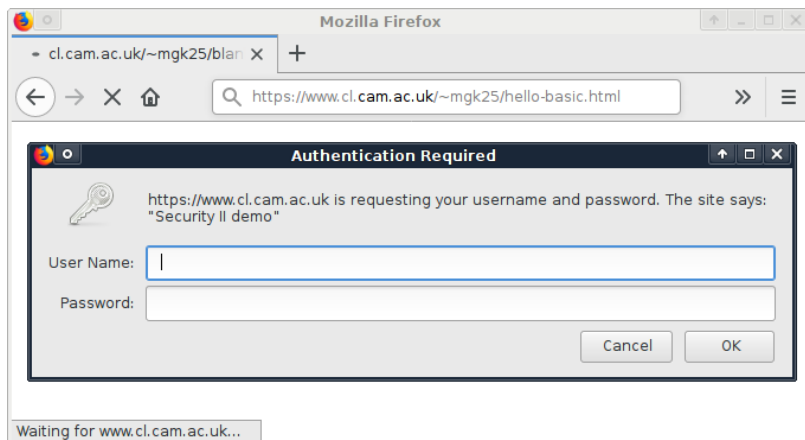 Mozilla Firefox
cl.cam.ac.uk/~mgk25/blan
https://www.cl.cam.ac.uk/~mgk25/hello-basic.html
Authentication Required
https://www.cl.cam.ac.uk is requesting your username and password. The site says:
"Security II demo"
User Name:
Password:
Cancel OK
Waiting for www.cl.cam.ac.uk...